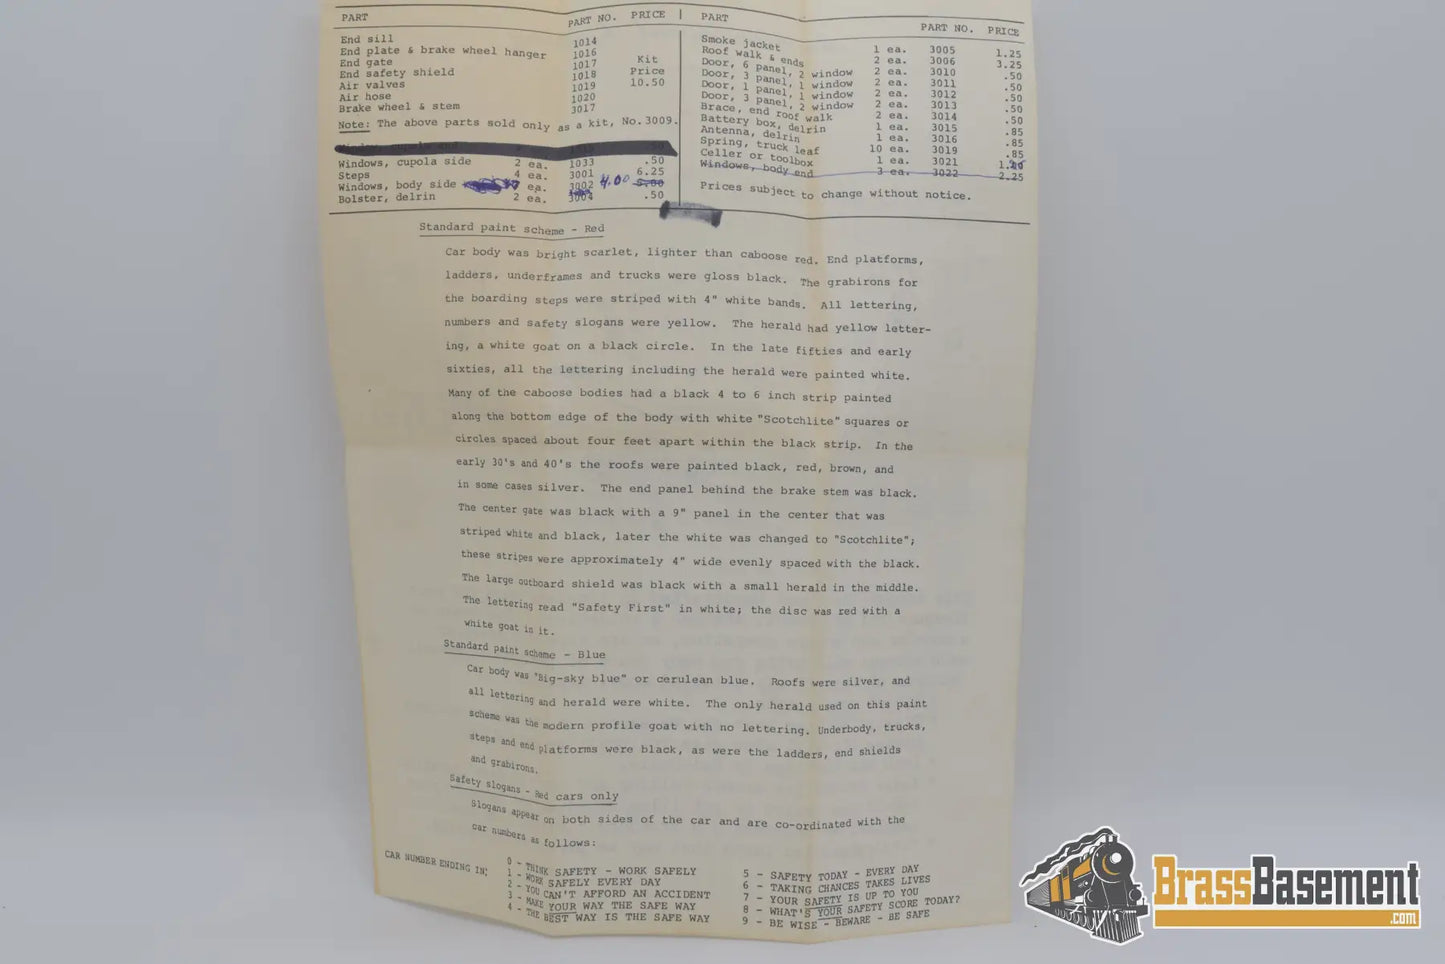 PART PART NO. PRICE
End sill 1014
End plate & brake wheel hanger 1016
End gate 1017 Kit
End safety shield 1018 Price
Air valves 1019 10.50
Air hose 1020
Brake wheel & stem 3017
Note: The above parts sold only as a kit, No.3009.
Windows, cupola side 2 ea. 1033 .50
Steps 4 ea. 3001 6.25
Windows, body side ea. 3002 4.00
Bolster, delrin 2 ea. 3004 .50
PART PART NO. PRICE
Smoke jacket 1 ea. 3005 1.25
Roof walk & ends 2 ea. 3006 3.25
Door, 6 panel, 2 window 2 ea. 3010 .50
Door, 3 panel, 1 window 2 ea. 3011 .50
Door, 1 panel, 1 window 2 ea. 3012 .50
Door, 3 panel, 2 window 2 ea. 3013 .50
Brace, end roof walk 2 ea. 3014 .50
Battery box, delrin 1 ea. 3015 .85
Antenna, delrin 1 ea. 3016 .85
Spring, truck leaf 10 ea. 3019 .85
Celler or toolbox 1 ea. 3021
Windows, body end 3 ea. 3022 2.25
Prices subject to change without notice.
Standard paint scheme - Red
Car body was bright scarlet, lighter than caboose red. End platforms,
ladders, underframes and trucks were gloss black. The grabirons for
the boarding steps were striped with 4" white bands. All lettering,
numbers and safety slogans were yellow. The herald had yellow letter-
ing, a white goat on a black circle. In the late fifties and early
sixties, all the lettering including the herald were painted white.
Many of the caboose bodies had a black 4 to 6 inch strip painted
along the bottom edge of the body with white "Scotchlite" squares or
circles spaced about four feet apart within the black strip. In the
early 30's and 40's the roofs were painted black, red, brown, and
in some cases silver. The end panel behind the brake stem was black.
The center gate was black with a 9" panel in the center that was
striped white and black, later the white was changed to "Scotchlite";
these stripes were approximately 4" wide evenly spaced with the black.
The large outboard shield was black with a small herald in the middle.
The lettering read "Safety First" in white; the disc was red with a
white goat in it.
Standard paint scheme - Blue
Car body was "Big-sky blue" or cerulean blue. Roofs were silver, and
all lettering and herald were white. The only herald used on this paint
scheme was the modern profile goat with no lettering. Underbody, trucks,
steps and end platforms were black, as were the ladders, end shields
and grabirons.
Safety slogans - Red cars only
Slogans appear on both sides of the car and are co-ordinated with the
car numbers as follows:
CAR NUMBER ENDING IN:
0 - THINK SAFETY - WORK SAFELY
1 - WORK SAFELY EVERY DAY
2 - YOU CAN'T AFFORD AN ACCIDENT
3 - MAKE YOUR WAY THE SAFE WAY
4 - THE BEST WAY IS THE SAFE WAY
5 - SAFETY TODAY - EVERY DAY
6 - TAKING CHANCES TAKES LIVES
7 - YOUR SAFETY IS UP TO YOU
8 - WHAT'S YOUR SAFETY SCORE TODAY?
9 - BE WISE - BEWARE - BE SAFE
BrassBasement
.com